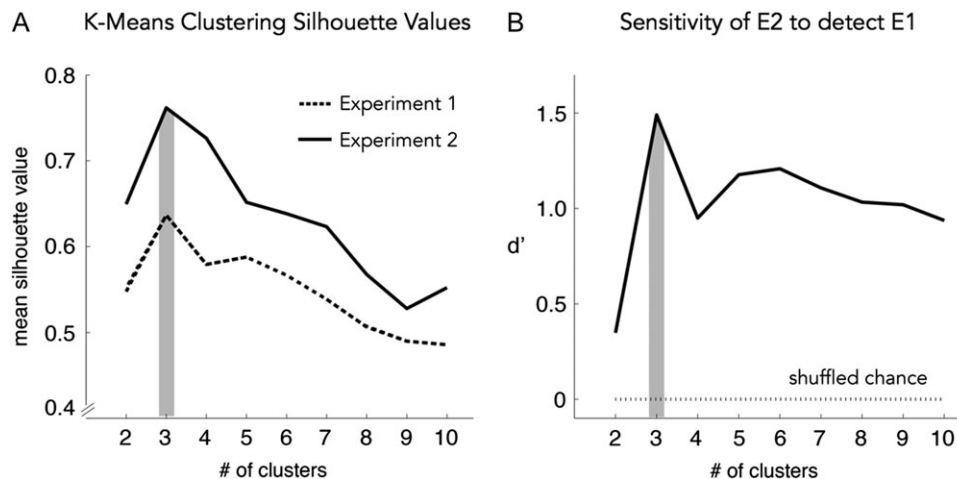 A K-Means Clustering Silhouette Values
0.8
0.7
0.6
0.5
0.4
mean silhouette value
Experiment 1
Experiment 2
2 3 4 5 6 7 8 9 10
# of clusters
B Sensitivity of E2 to detect E1
1.5
1.0
d'
0.5
0
shuffled chance
2 3 4 5 6 7 8 9 10
# of clusters